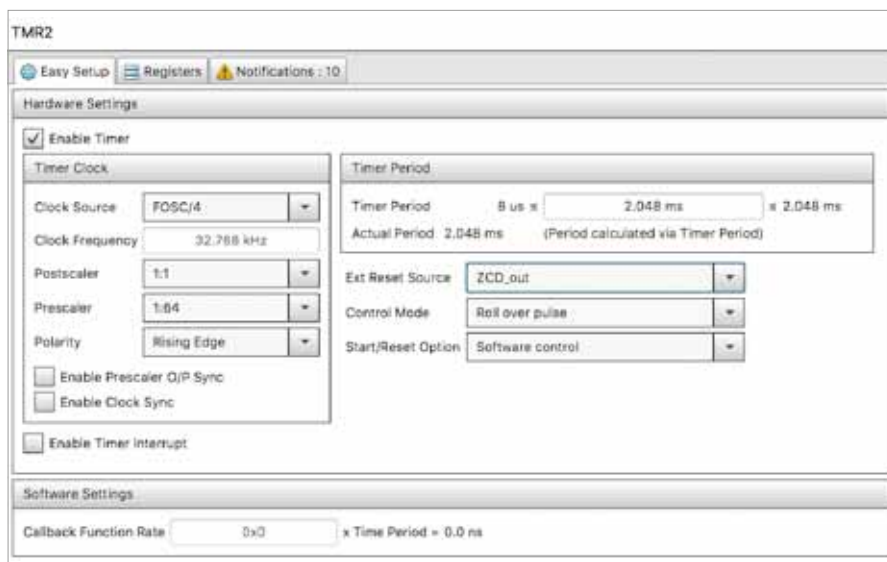 TMR2
Easy Setup Registers Notifications : 10
Hardware Settings
Enable Timer
Timer Clock
Clock Source FOSC/4
Clock Frequency 32.768 kHz
Postscaler 1:1
Prescaler 1:64
Polarity Rising Edge
Enable Prescaler O/P Sync
Enable Clock Sync
Timer Period
Timer Period 8 us ≤ 2.048 ms ≤ 2.048 ms
Actual Period 2.048 ms (Period calculated via Timer Period)
Ext Reset Source ZCD_out
Control Mode Roll over pulse
Start/Reset Option Software control
Enable Timer Interrupt
Software Settings
Callback Function Rate 0x0 x Time Period = 0.0 ns